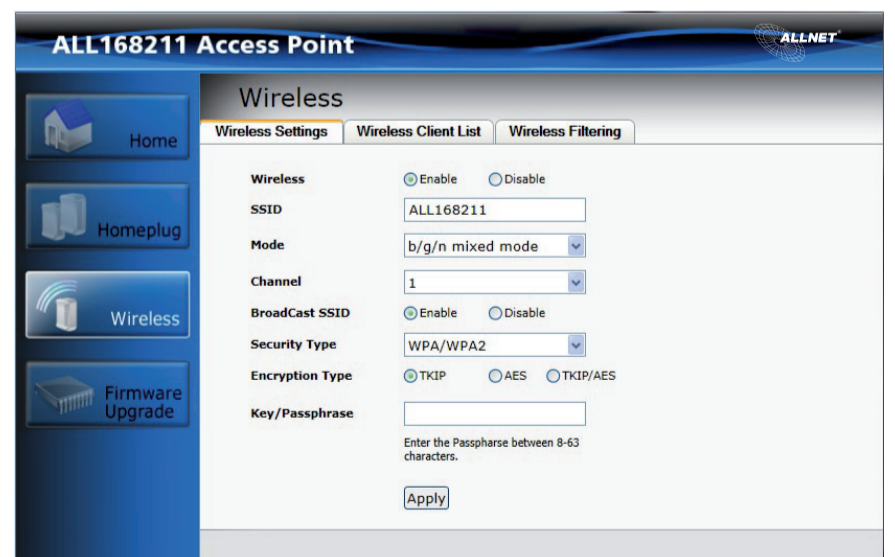 ALL168211 Access Point
ALLNET
Home
Homeplug
Wireless
Firmware
Upgrade
Wireless
Wireless Settings Wireless Client List Wireless Filtering
Wireless Enable Disable
SSID ALL168211
Mode b/g/n mixed mode
Channel 1
BroadCast SSID Enable Disable
Security Type WPA/WPA2
Encryption Type TKIP AES TKIP/AES
Key/Passphrase
Enter the Passpharse between 8-63
characters.
Apply